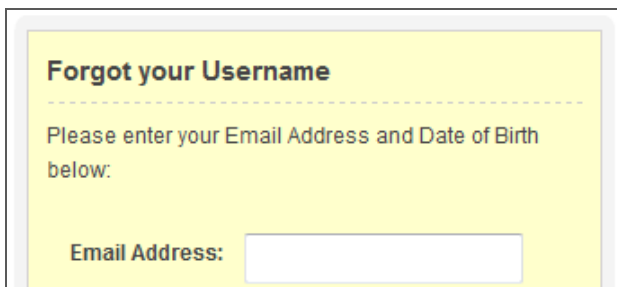 Forgot your Username
Please enter your Email Address and Date of Birth
below:
Email Address: